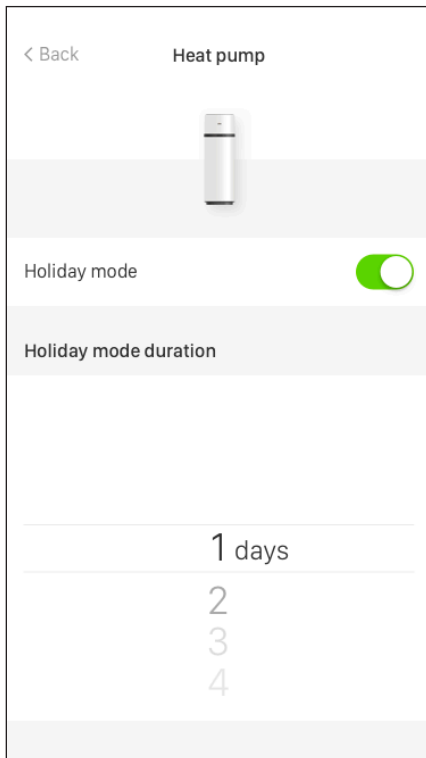 < Back Heat pump
Holiday mode
Holiday mode duration
1 days
2
3
4